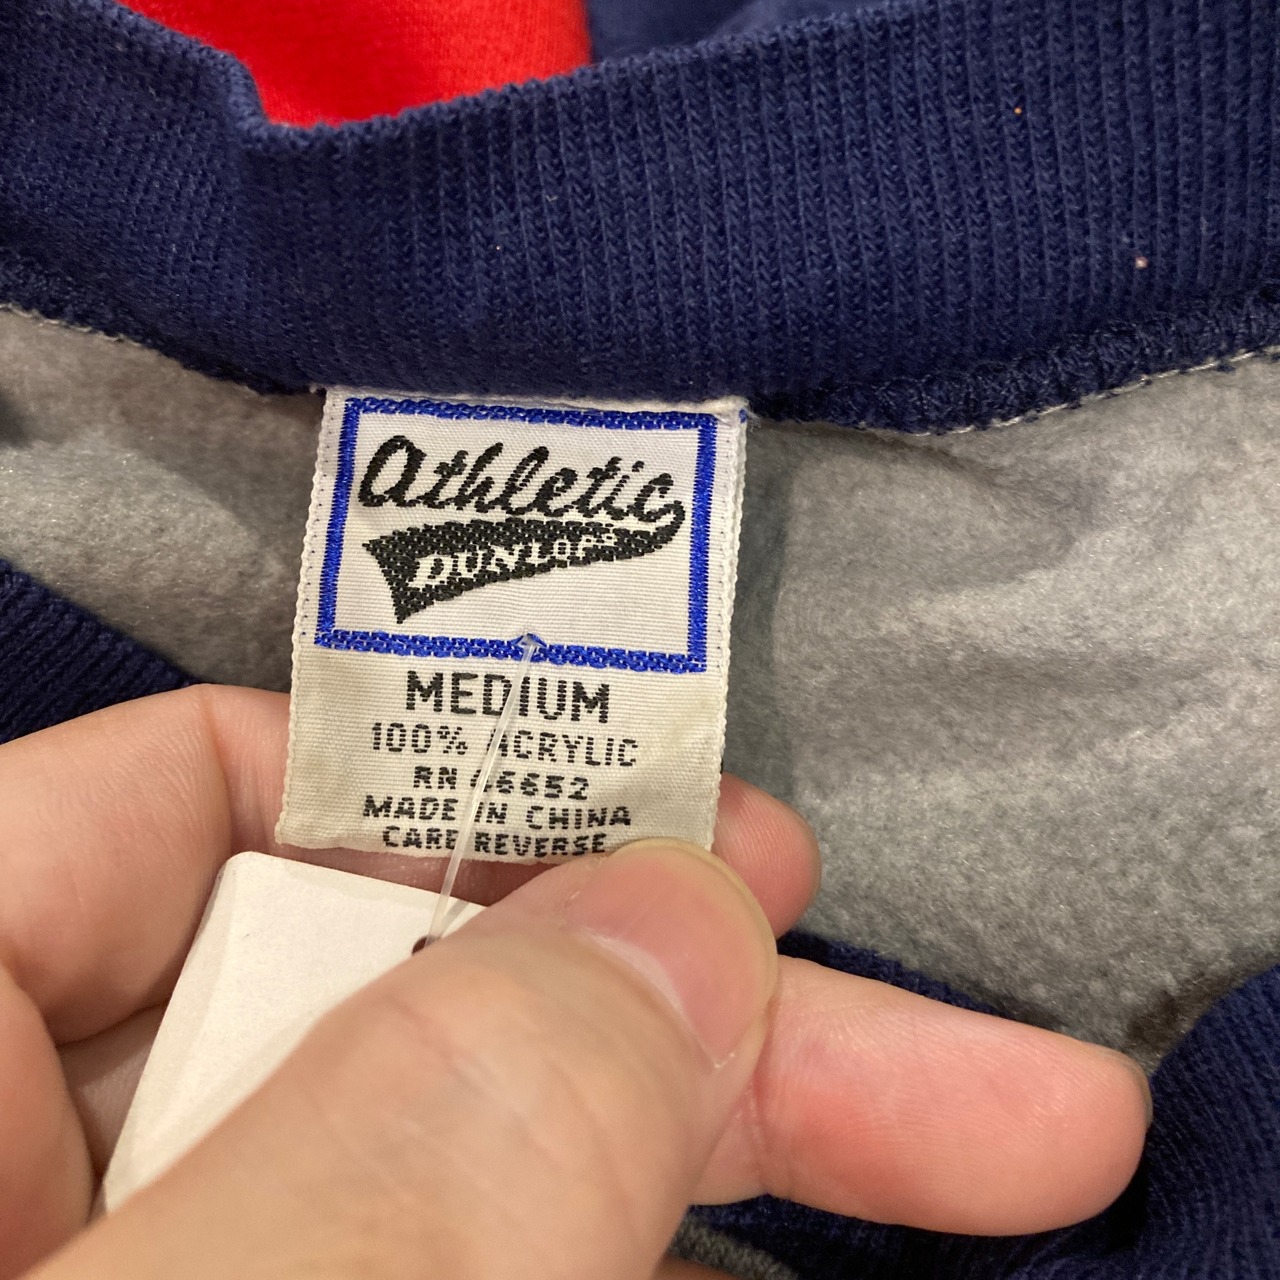 Athletic
DUNLOP
MEDIUM
100% ACRYLIC
RN 66652
MADE IN CHINA
CARE REVERSE